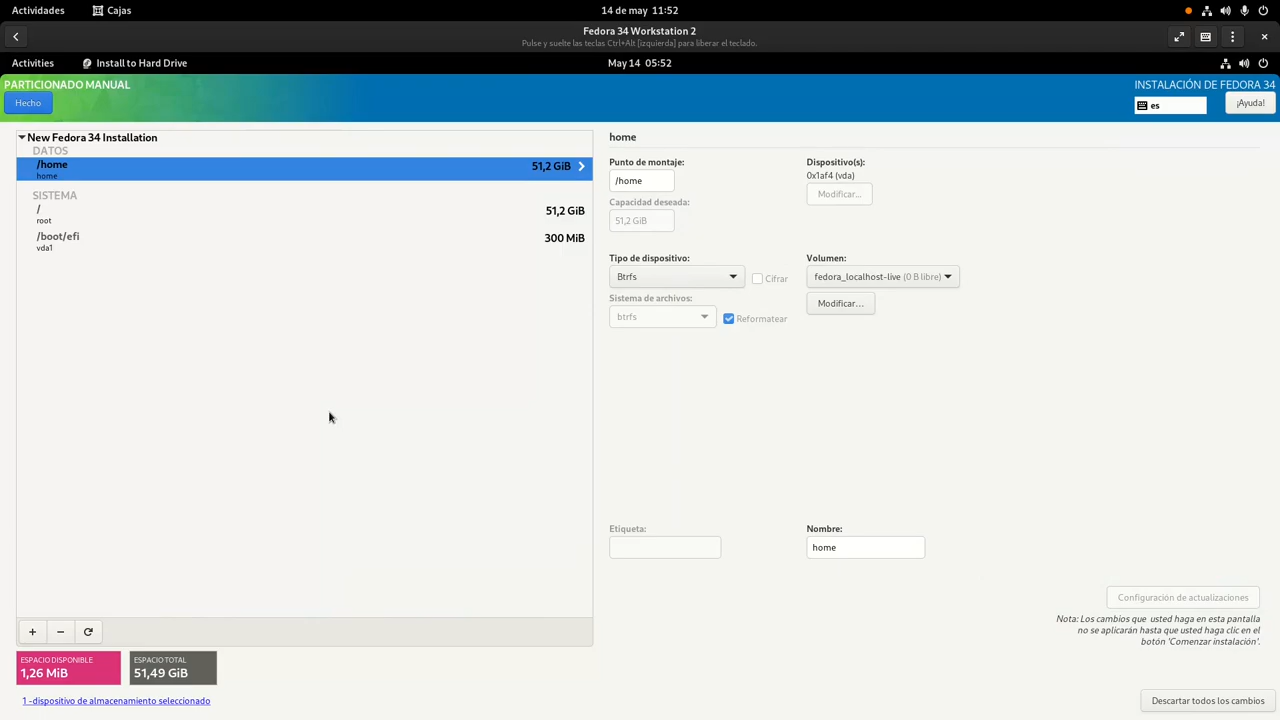 Actividades
Cajas
14 de may  11:52
Fedora 34 Workstation 2
Pulse y suelte las teclas Ctrl+Alt [izquierda] para liberar el teclado.
Activities
Install to Hard Drive
May 14  05:52
PARTICIONADO MANUAL
INSTALACIÓN DE FEDORA 34
Hecho
es
¡Ayuda!
New Fedora 34 Installation
DATOS
/home
home
51,2 GiB
SISTEMA
/
root
51,2 GiB
/boot/efi
vda1
300 MiB
home
Punto de montaje:
/home
Dispositivo(s):
0x1af4 (vda)
Modificar...
Capacidad deseada:
51,2 GiB
Tipo de dispositivo:
Btrfs
Cifrar
Volumen:
fedora_localhost-live (0 B libre)
Modificar...
Sistema de archivos:
btrfs
Reformatear
Etiqueta:
Nombre:
home
Configuración de actualizaciones
Nota: Los cambios que usted haga en esta pantalla
no se aplicarán hasta que usted haga clic en el
botón 'Comenzar instalación'.
ESPACIO DISPONIBLE
1,26 MiB
ESPACIO TOTAL
51,49 GiB
1 -dispositivo de almacenamiento seleccionado
Descartar todos los cambios